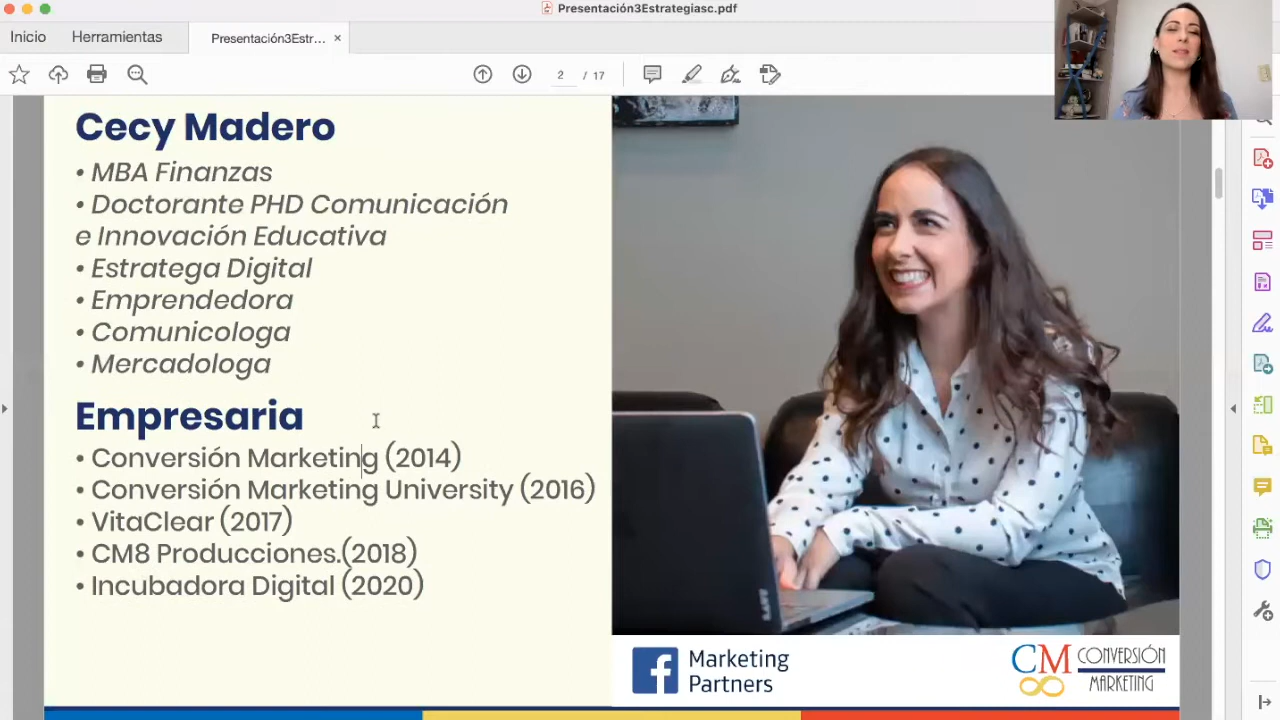 Presentación3Estrategiasc.pdf
Inicio
Herramientas
Presentación3Estr...
2 / 17
Cecy Madero
• MBA Finanzas
• Doctorante PHD Comunicación
e Innovación Educativa
• Estratega Digital
• Emprendedora
• Comunicologa
• Mercadologa
Empresaria
• Conversión Marketing (2014)
• Conversión Marketing University (2016)
• VitaClear (2017)
• CM8 Producciones.(2018)
• Incubadora Digital (2020)
ASUS
Marketing
Partners
CM CONVERSIÓN
MARKETING